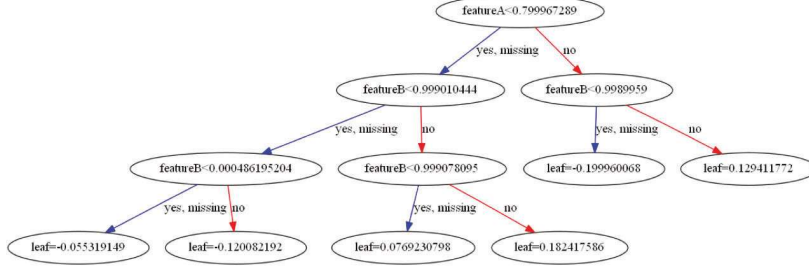 featureA<0.799967289
yes, missing
no
featureB<0.999010444
featureB<0.9989959
yes, missing
no
yes, missing
no
featureB<0.000486195204
featureB<0.999078095
leaf=-0.199960068
leaf=0.129411772
yes, missing
no
yes, missing
no
leaf=-0.055319149
leaf=-0.120082192
leaf=0.0769230798
leaf=0.182417586